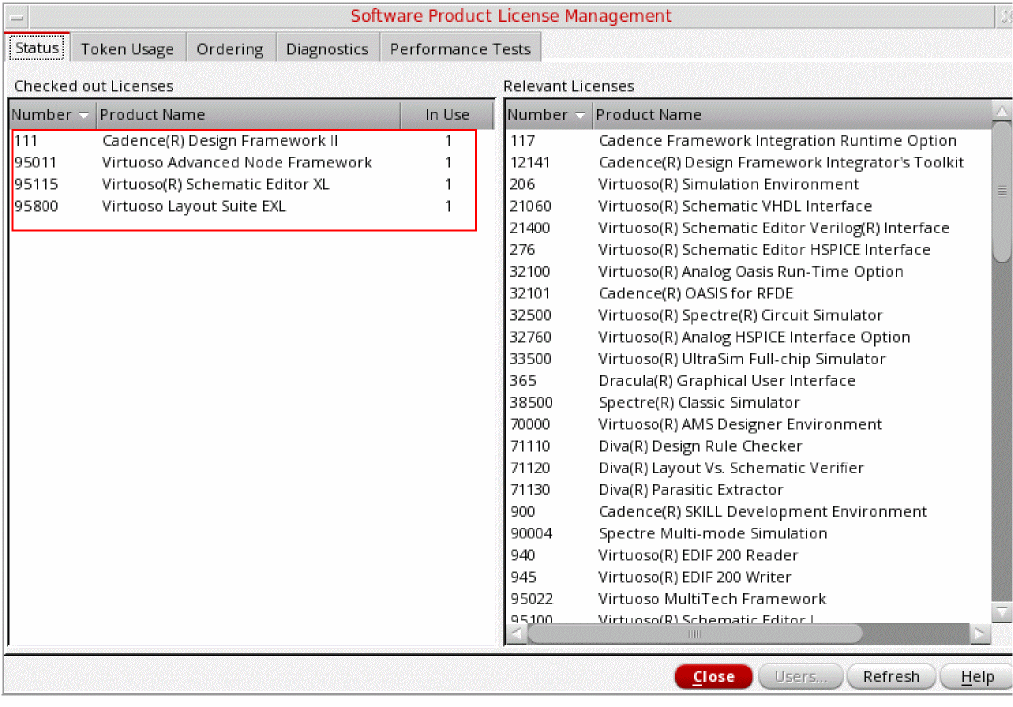 Software Product License Management
Status Token Usage Ordering Diagnostics Performance Tests
Checked out Licenses
Number Product Name In Use
111 Cadence(R) Design Framework II 1
95011 Virtuoso Advanced Node Framework 1
95115 Virtuoso(R) Schematic Editor XL 1
95800 Virtuoso Layout Suite EXL 1
Relevant Licenses
Number Product Name
117 Cadence Framework Integration Runtime Option
12141 Cadence(R) Design Framework Integrator's Toolkit
206 Virtuoso(R) Simulation Environment
21060 Virtuoso(R) Schematic VHDL Interface
21400 Virtuoso(R) Schematic Editor Verilog(R) Interface
276 Virtuoso(R) Schematic Editor HSPICE Interface
32100 Virtuoso(R) Analog Oasis Run-Time Option
32101 Cadence(R) OASIS for RFDE
32500 Virtuoso(R) Spectre(R) Circuit Simulator
32760 Virtuoso(R) Analog HSPICE Interface Option
33500 Virtuoso(R) UltraSim Full-chip Simulator
365 Dracula(R) Graphical User Interface
38500 Spectre(R) Classic Simulator
70000 Virtuoso(R) AMS Designer Environment
71110 Diva(R) Design Rule Checker
71120 Diva(R) Layout Vs. Schematic Verifier
71130 Diva(R) Parasitic Extractor
900 Cadence(R) SKILL Development Environment
90004 Spectre Multi-mode Simulation
940 Virtuoso(R) EDIF 200 Reader
945 Virtuoso(R) EDIF 200 Writer
95022 Virtuoso MultiTech Framework
95100 Virtuoso(R) Schematic Editor L
Close Users... Refresh Help